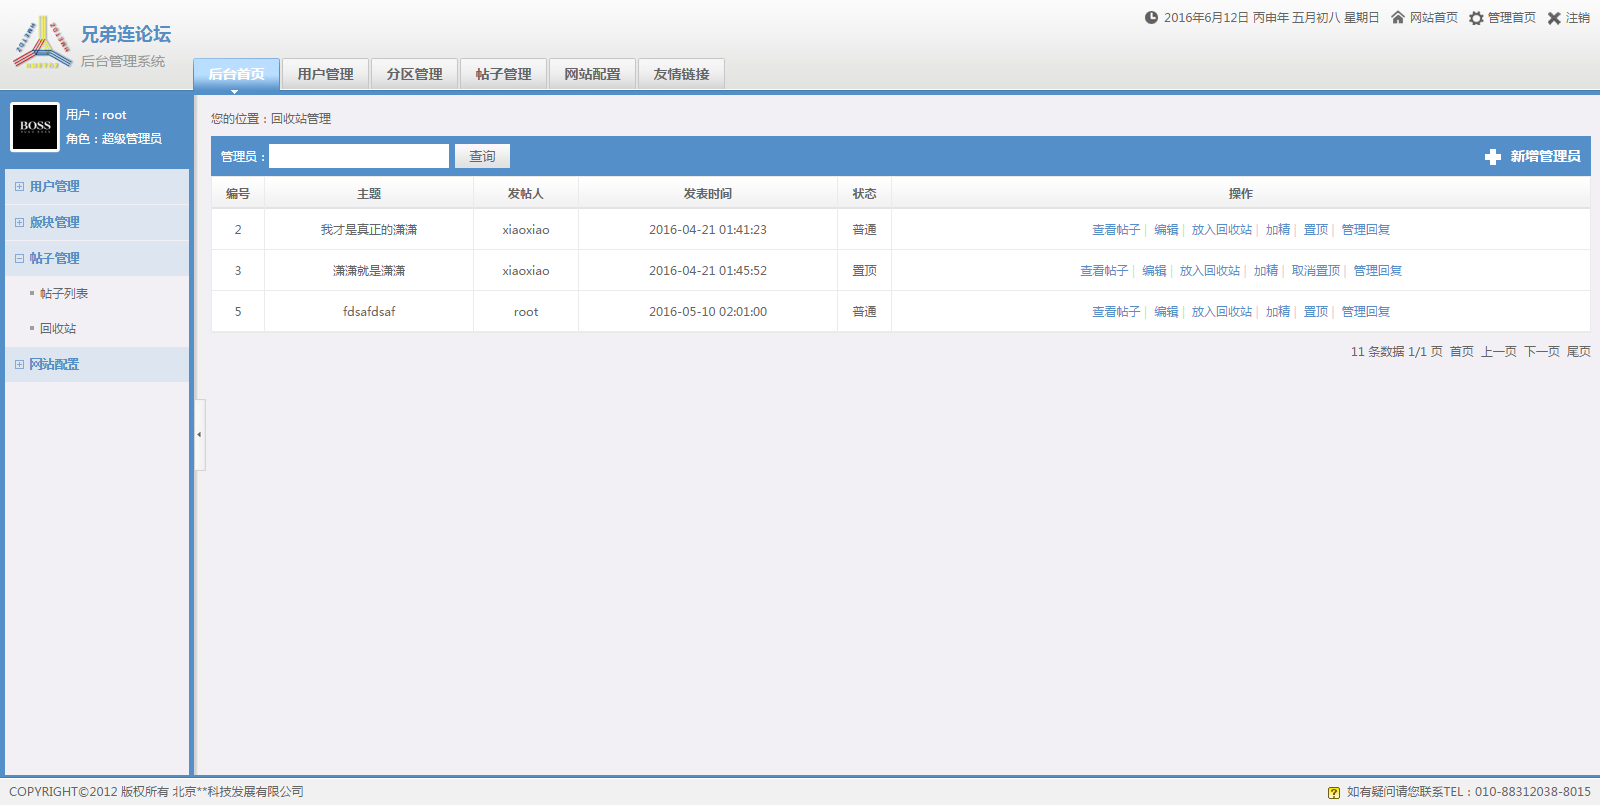 兄弟连论坛
后台管理系统
2016年6月12日 丙申年 五月初八 星期日 网站首页 管理首页 注销
后台首页 用户管理 分区管理 帖子管理 网站配置 友情链接
BOSS
用户：root
角色：超级管理员
用户管理
版块管理
帖子管理
帖子列表
回收站
网站配置
您的位置：回收站管理
管理员： 查询 新增管理员
编号 主题 发帖人 发表时间 状态 操作
2 我才是真正的潇潇 xiaoxiao 2016-04-21 01:41:23 普通 查看帖子| 编辑| 放入回收站| 加精| 置顶| 管理回复
3 潇潇就是潇潇 xiaoxiao 2016-04-21 01:45:52 置顶 查看帖子| 编辑| 放入回收站| 加精| 取消置顶| 管理回复
5 fdsafdsaf root 2016-05-10 02:01:00 普通 查看帖子| 编辑| 放入回收站| 加精| 置顶| 管理回复
11 条数据 1/1 页 首页 上一页 下一页 尾页
COPYRIGHT©2012 版权所有 北京**科技发展有限公司
如有疑问请您联系TEL：010-88312038-8015